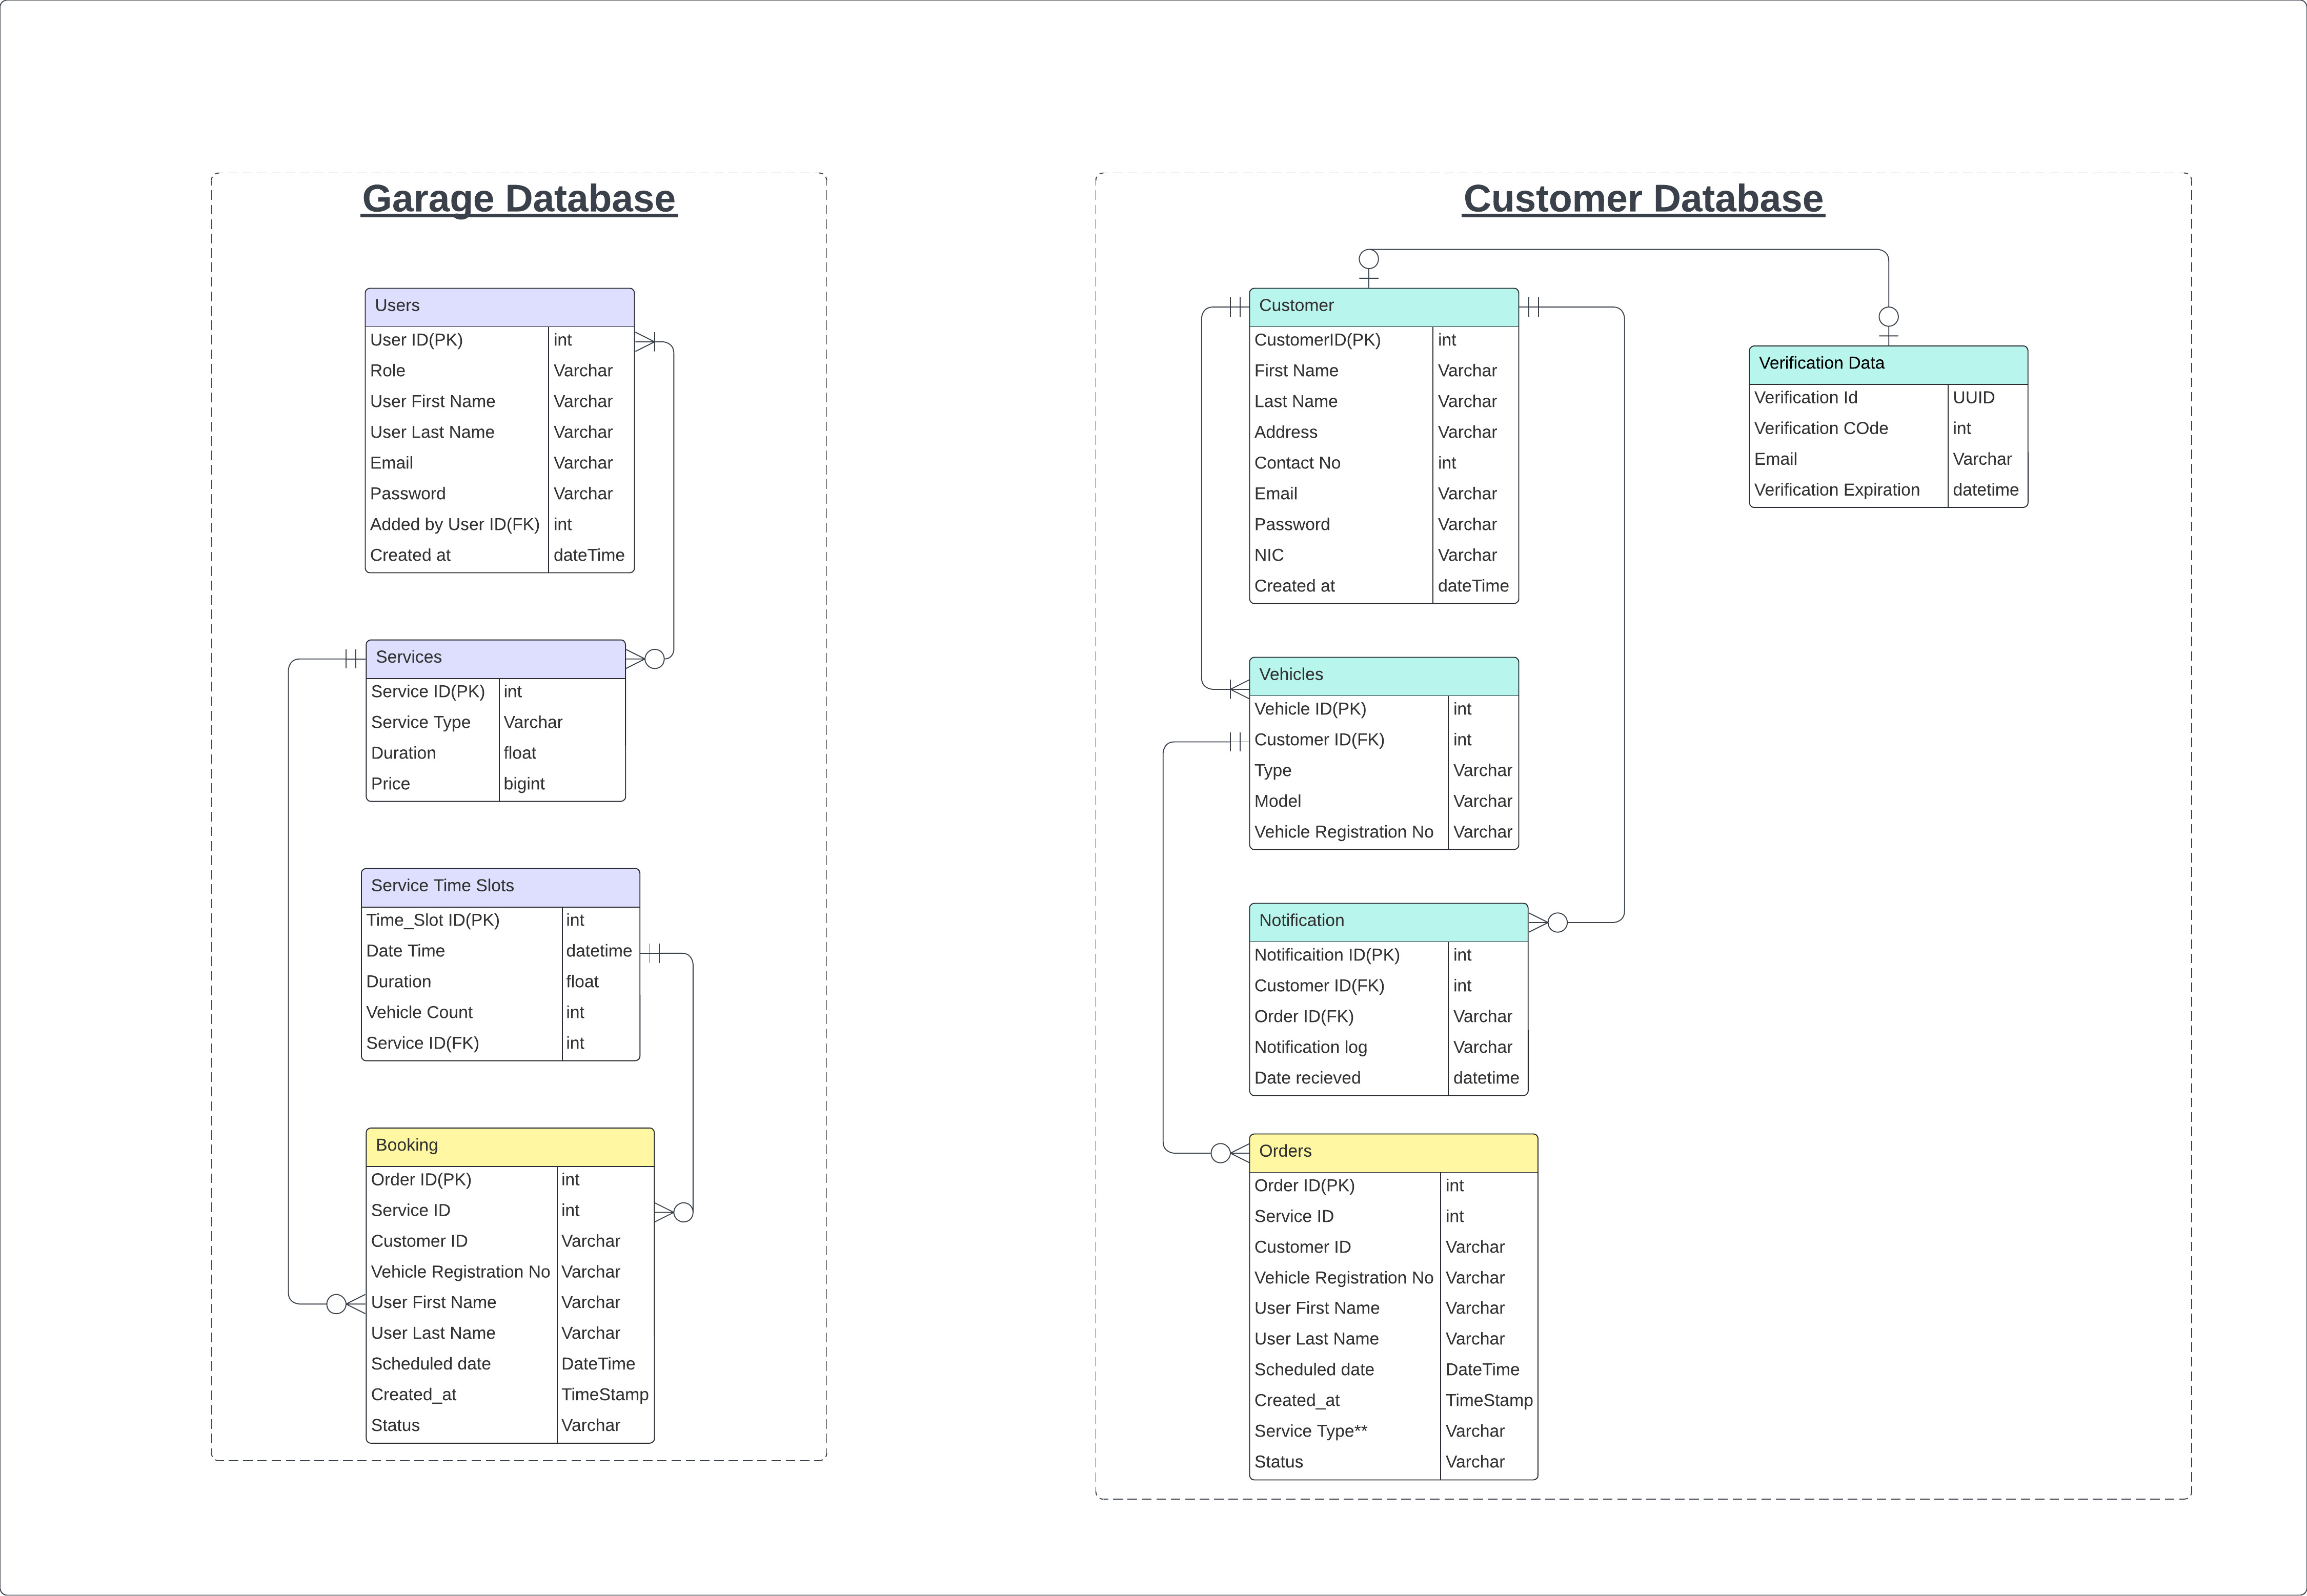 Garage Database
Users
User ID(PK) int
Role Varchar
User First Name Varchar
User Last Name Varchar
Email Varchar
Password Varchar
Added by User ID(FK) int
Created at dateTime
Services
Service ID(PK) int
Service Type Varchar
Duration float
Price bigint
Service Time Slots
Time_Slot ID(PK) int
Date Time datetime
Duration float
Vehicle Count int
Service ID(FK) int
Booking
Order ID(PK) int
Service ID int
Customer ID Varchar
Vehicle Registration No Varchar
User First Name Varchar
User Last Name Varchar
Scheduled date DateTime
Created_at TimeStamp
Status Varchar
Customer Database
Customer
CustomerID(PK) int
First Name Varchar
Last Name Varchar
Address Varchar
Contact No int
Email Varchar
Password Varchar
NIC Varchar
Created at dateTime
Verification Data
Verification Id UUID
Verification COde int
Email Varchar
Verification Expiration datetime
Vehicles
Vehicle ID(PK) int
Customer ID(FK) int
Type Varchar
Model Varchar
Vehicle Registration No Varchar
Notification
Notificaition ID(PK) int
Customer ID(FK) int
Order ID(FK) Varchar
Notification log Varchar
Date recieved datetime
Orders
Order ID(PK) int
Service ID int
Customer ID Varchar
Vehicle Registration No Varchar
User First Name Varchar
User Last Name Varchar
Scheduled date DateTime
Created_at TimeStamp
Service Type** Varchar
Status Varchar